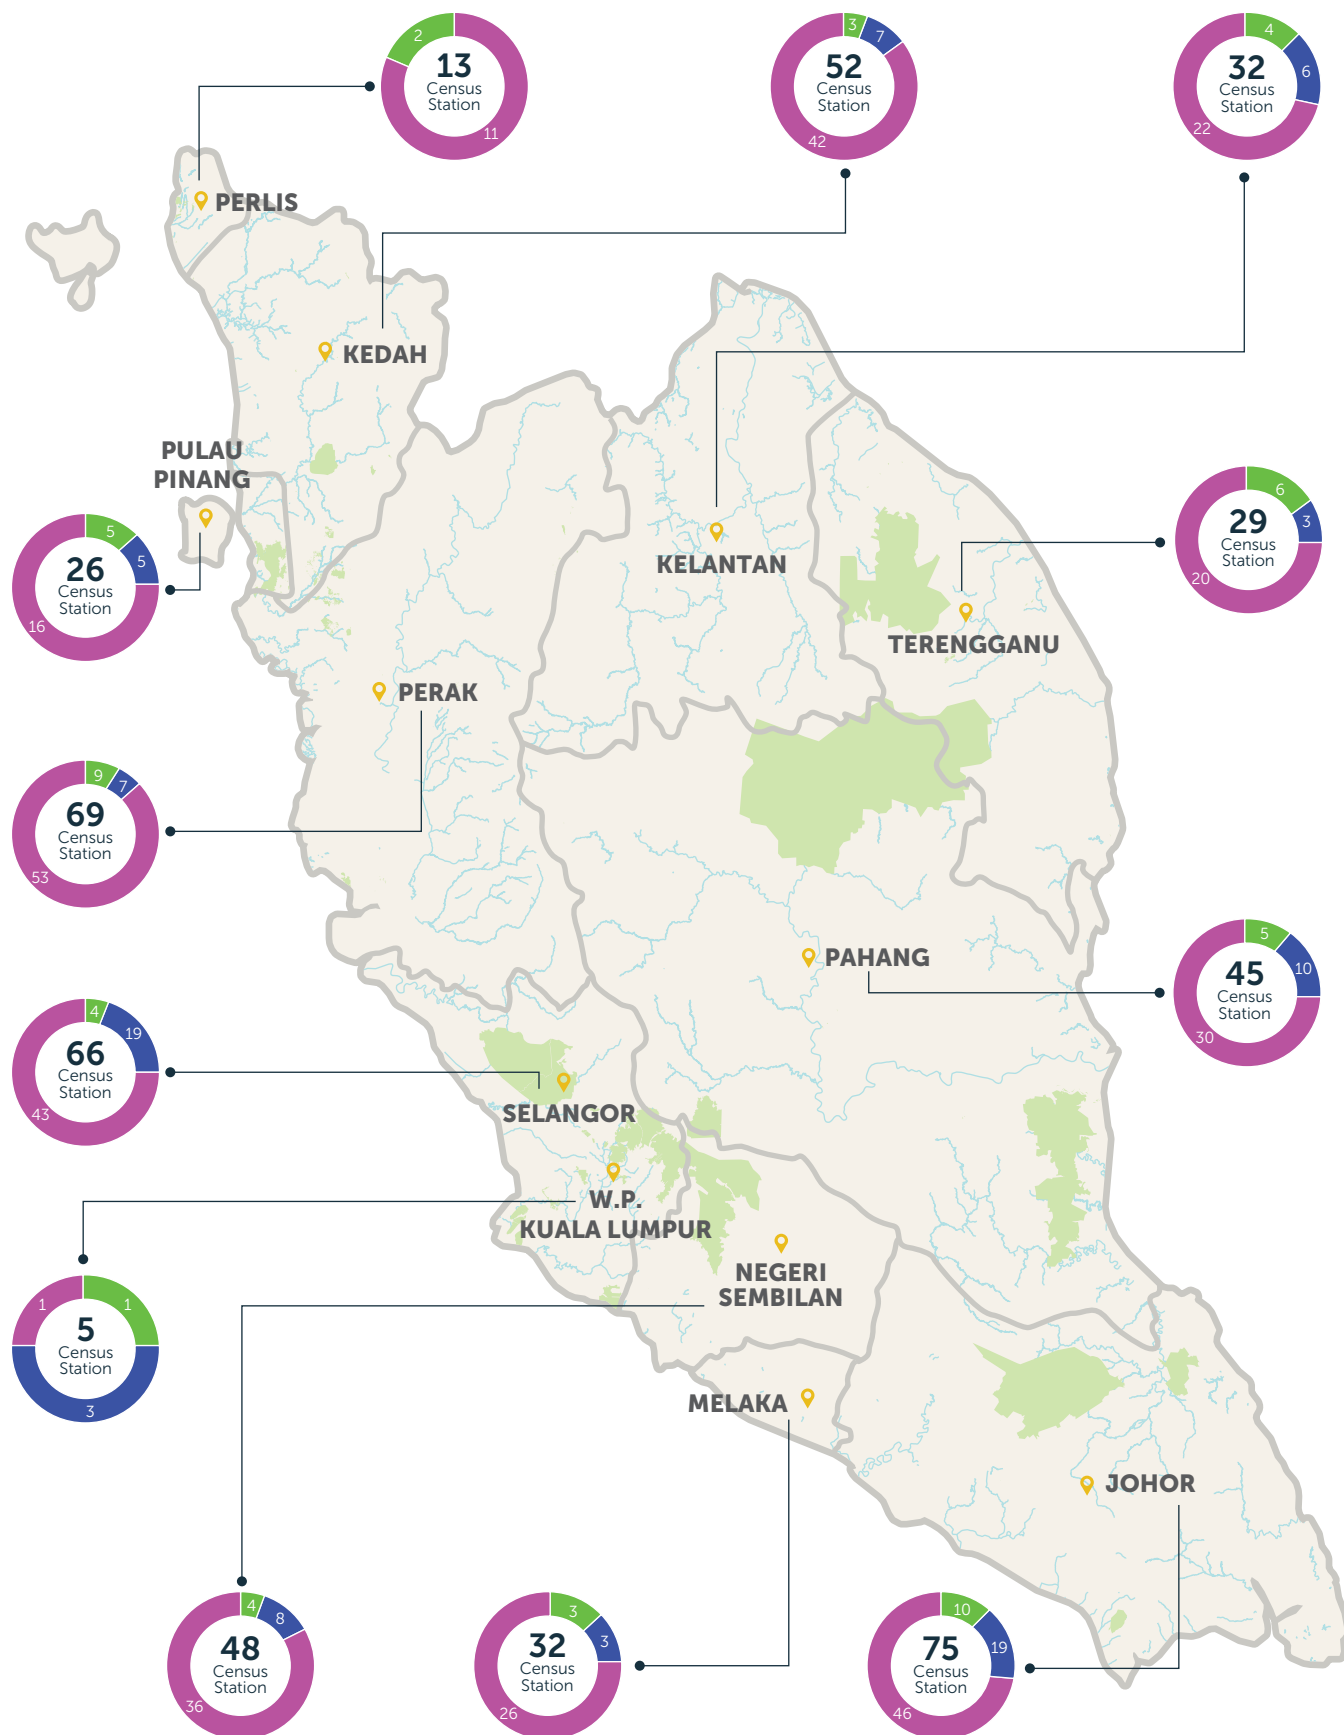 2
13
Census
Station
11
3
7
52
Census
Station
42
4
6
32
Census
Station
22
PERLIS
KEDAH
PULAU
PINANG
5
5
26
Census
Station
16
KELANTAN
6
3
29
Census
Station
20
TERENGGANU
PERAK
9
7
69
Census
Station
53
PAHANG
5
10
45
Census
Station
30
4
19
66
Census
Station
43
SELANGOR
W.P.
KUALA LUMPUR
1
1
5
Census
Station
3
NEGERI
SEMBILAN
MELAKA
JOHOR
4
8
48
Census
Station
36
3
3
32
Census
Station
26
10
19
75
Census
Station
46